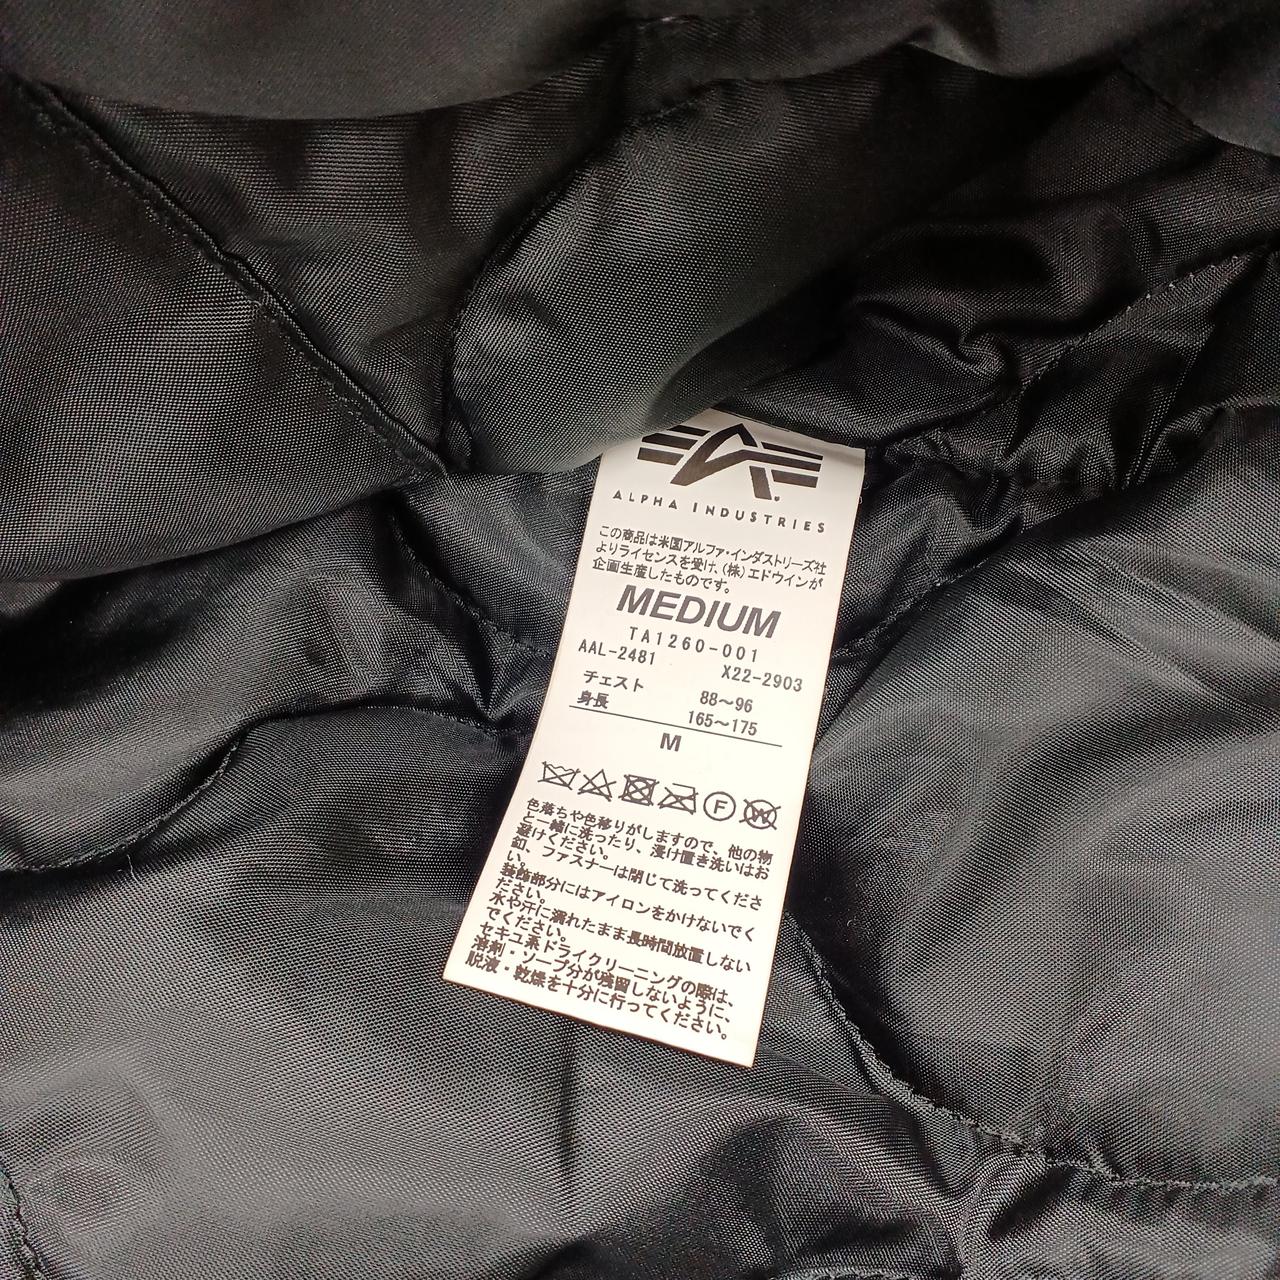 ALPHA INDUSTRIES
この商品は米国アルファ・インダストリーズ社
よりライセンスを受け、(株)エドウインが
企画生産したものです。
MEDIUM
TA1260-001
AAL-2481 X22-2903
チェスト 88～96
身長 165～175
M
F W
色落ちや色移りがしますので、他の物
と一緒に洗ったり、浸け置き洗いはお
避けください。
釦、ファスナーは閉じて洗ってくださ
い。
装飾部分にはアイロンをかけないでく
ださい。
水や汗に濡れたまま長時間放置しない
でください。
セキユ系ドライクリーニングの際は、
溶剤・ソープ分が残留しないように、
脱液・乾燥を十分に行ってください。